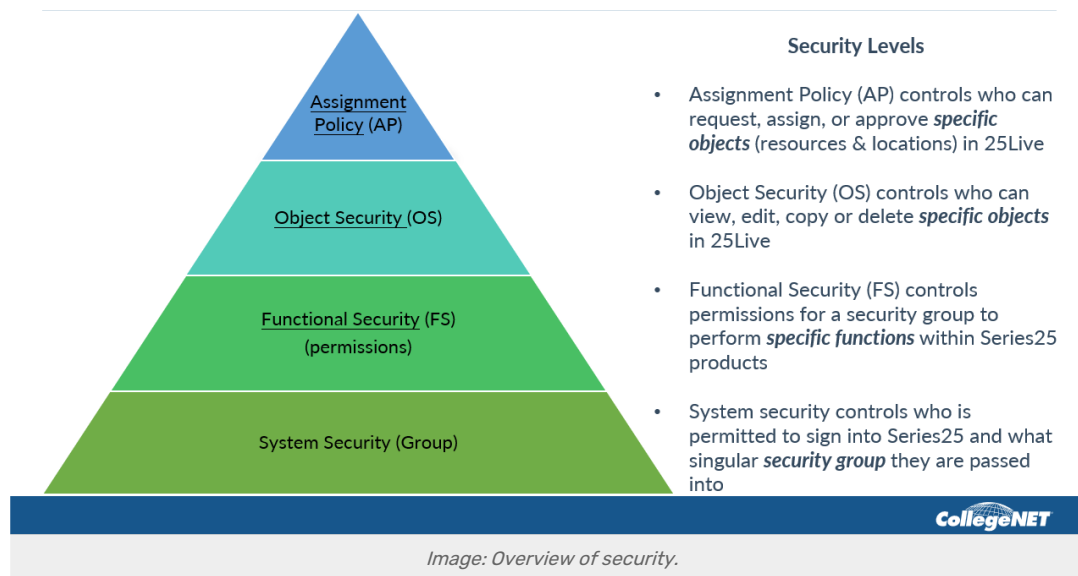 Assignment
Policy (AP)
Object Security (OS)
Functional Security (FS)
(permissions)
System Security (Group)
Security Levels
• Assignment Policy (AP) controls who can
request, assign, or approve specific
objects (resources & locations) in 25Live
• Object Security (OS) controls who can
view, edit, copy or delete specific objects
in 25Live
• Functional Security (FS) controls
permissions for a security group to
perform specific functions within Series25
products
• System security controls who is
permitted to sign into Series25 and what
singular security group they are passed
into
CollegeNET
Image: Overview of security.